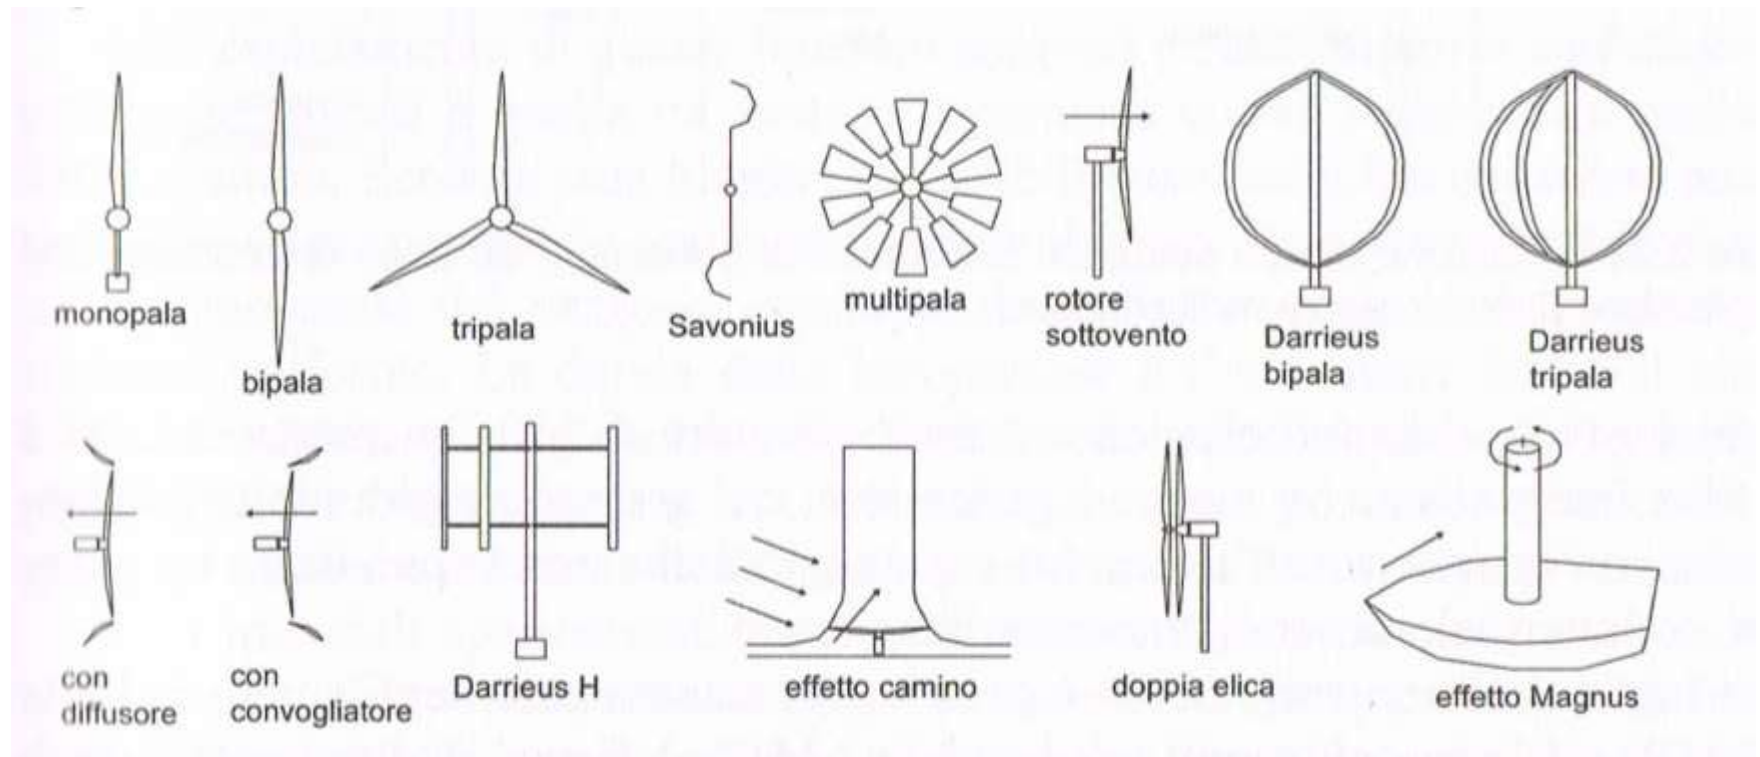 monopala
bipala
tripala
Savonius
multipala
rotore
sottovento
Darrieus
bipala
Darrieus
tripala
con
diffusore
con
convogliatore
Darrieus H
effetto camino
doppia elica
effetto Magnus